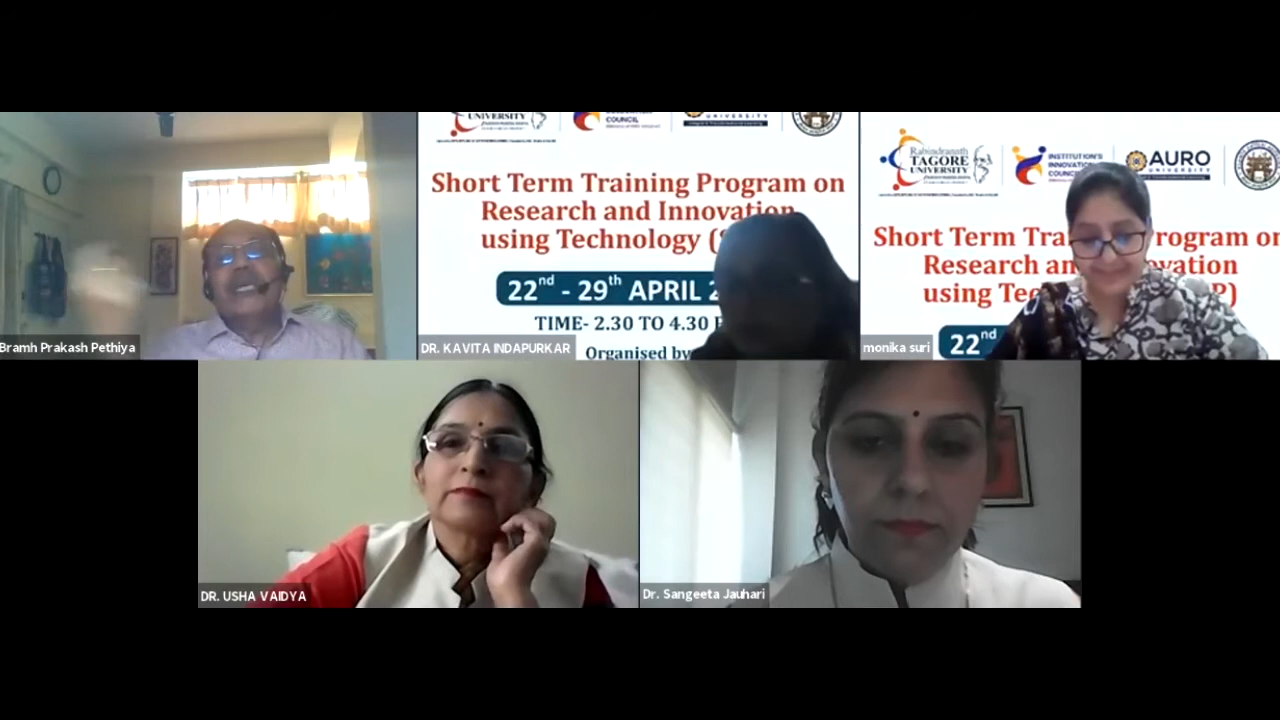 UNIVERSITY
COUNCIL
UNIVERSITY
Short Term Training Program on
Research and Innovation
using Technology (S
22nd - 29th APRIL 2
TIME- 2.30 TO 4.30 P
Organised by
Rabindranath
TAGORE
UNIVERSITY
INSTITUTION'S
INNOVATION
COUNCIL
AURO
UNIVERSITY
Short Term Tra rogram on
Research an ovation
using Tec P)
22nd
Bramh Prakash Pethiya
DR. KAVITA INDAPURKAR
monika suri
DR. USHA VAIDYA
Dr. Sangeeta Jauhari